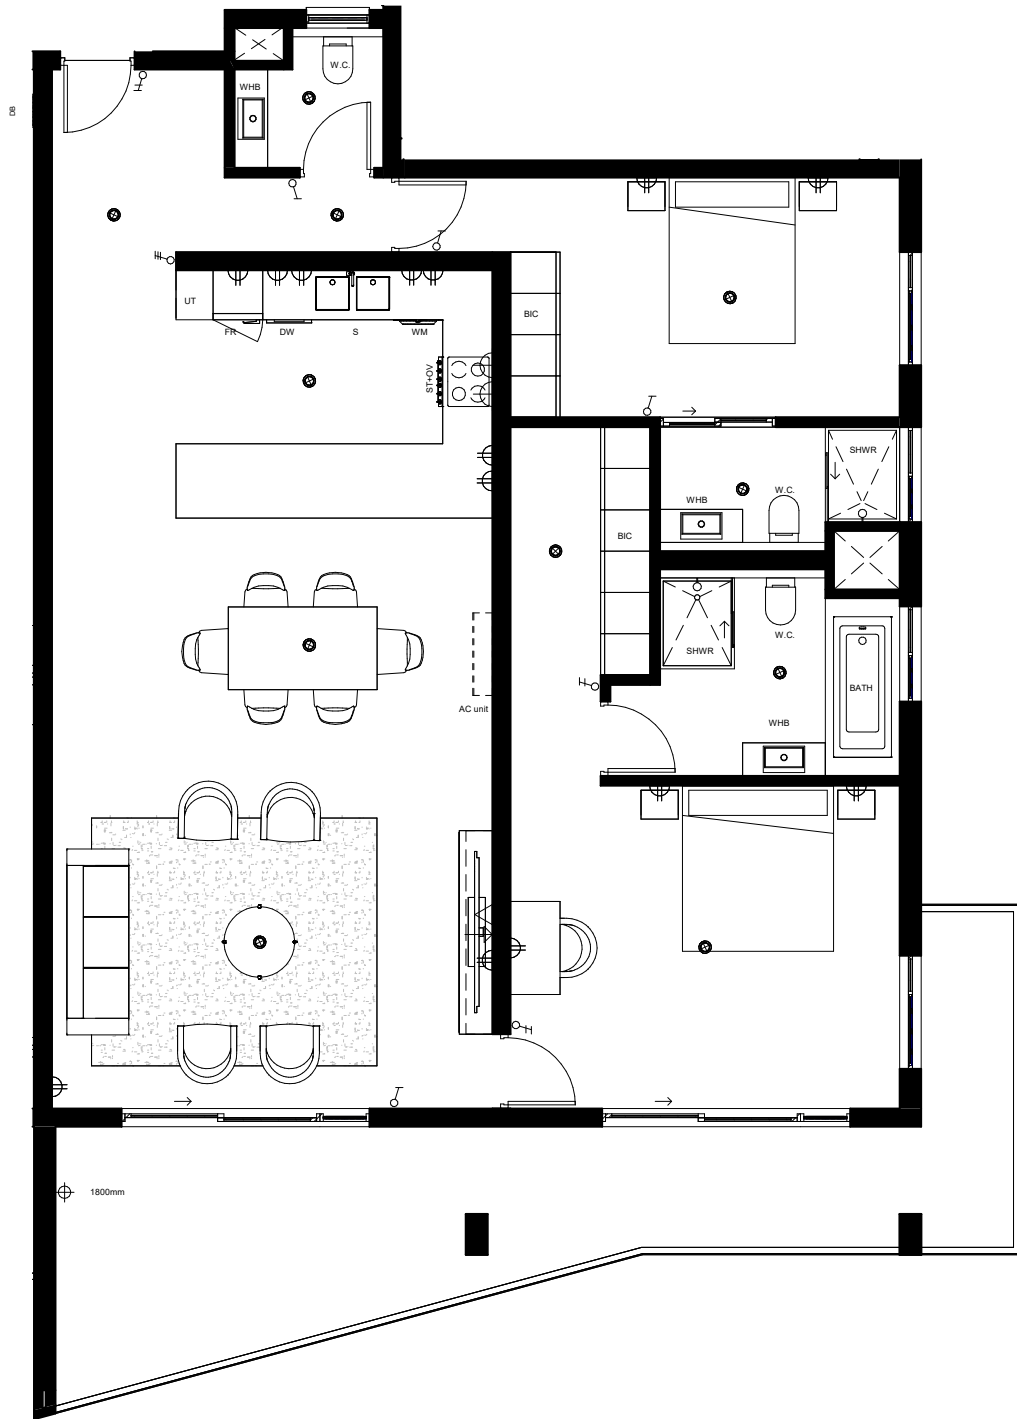 W.C.
WHB
DB
UT
FR
DW
S
WM
ST+OV
BIC
SHWR
W.C.
WHB
BIC
W.C.
SHWR
BATH
WHB
AC unit
1800mm